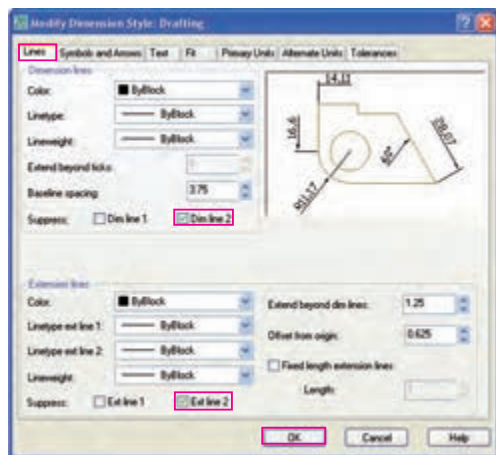 Modify Dimension Style: Drafting
Lines Symbols and Arrows Text Fit Primary Units Alternate Units Tolerances
Dimension lines
Color: ByBlock
Linetype: ByBlock
Lineweight: ByBlock
Extend beyond ticks:
Baseline spacing: 3.75
Suppress: Dim line 1 Dim line 2
14,11
16,6
R11,17
60°
28,07
Extension lines
Color: ByBlock
Linetype ext line 1: ByBlock
Linetype ext line 2: ByBlock
Lineweight: ByBlock
Suppress: Ext line 1 Ext line 2
Extend beyond dim lines: 1.25
Offset from origin: 0.625
Fixed length extension lines
Length:
OK Cancel Help